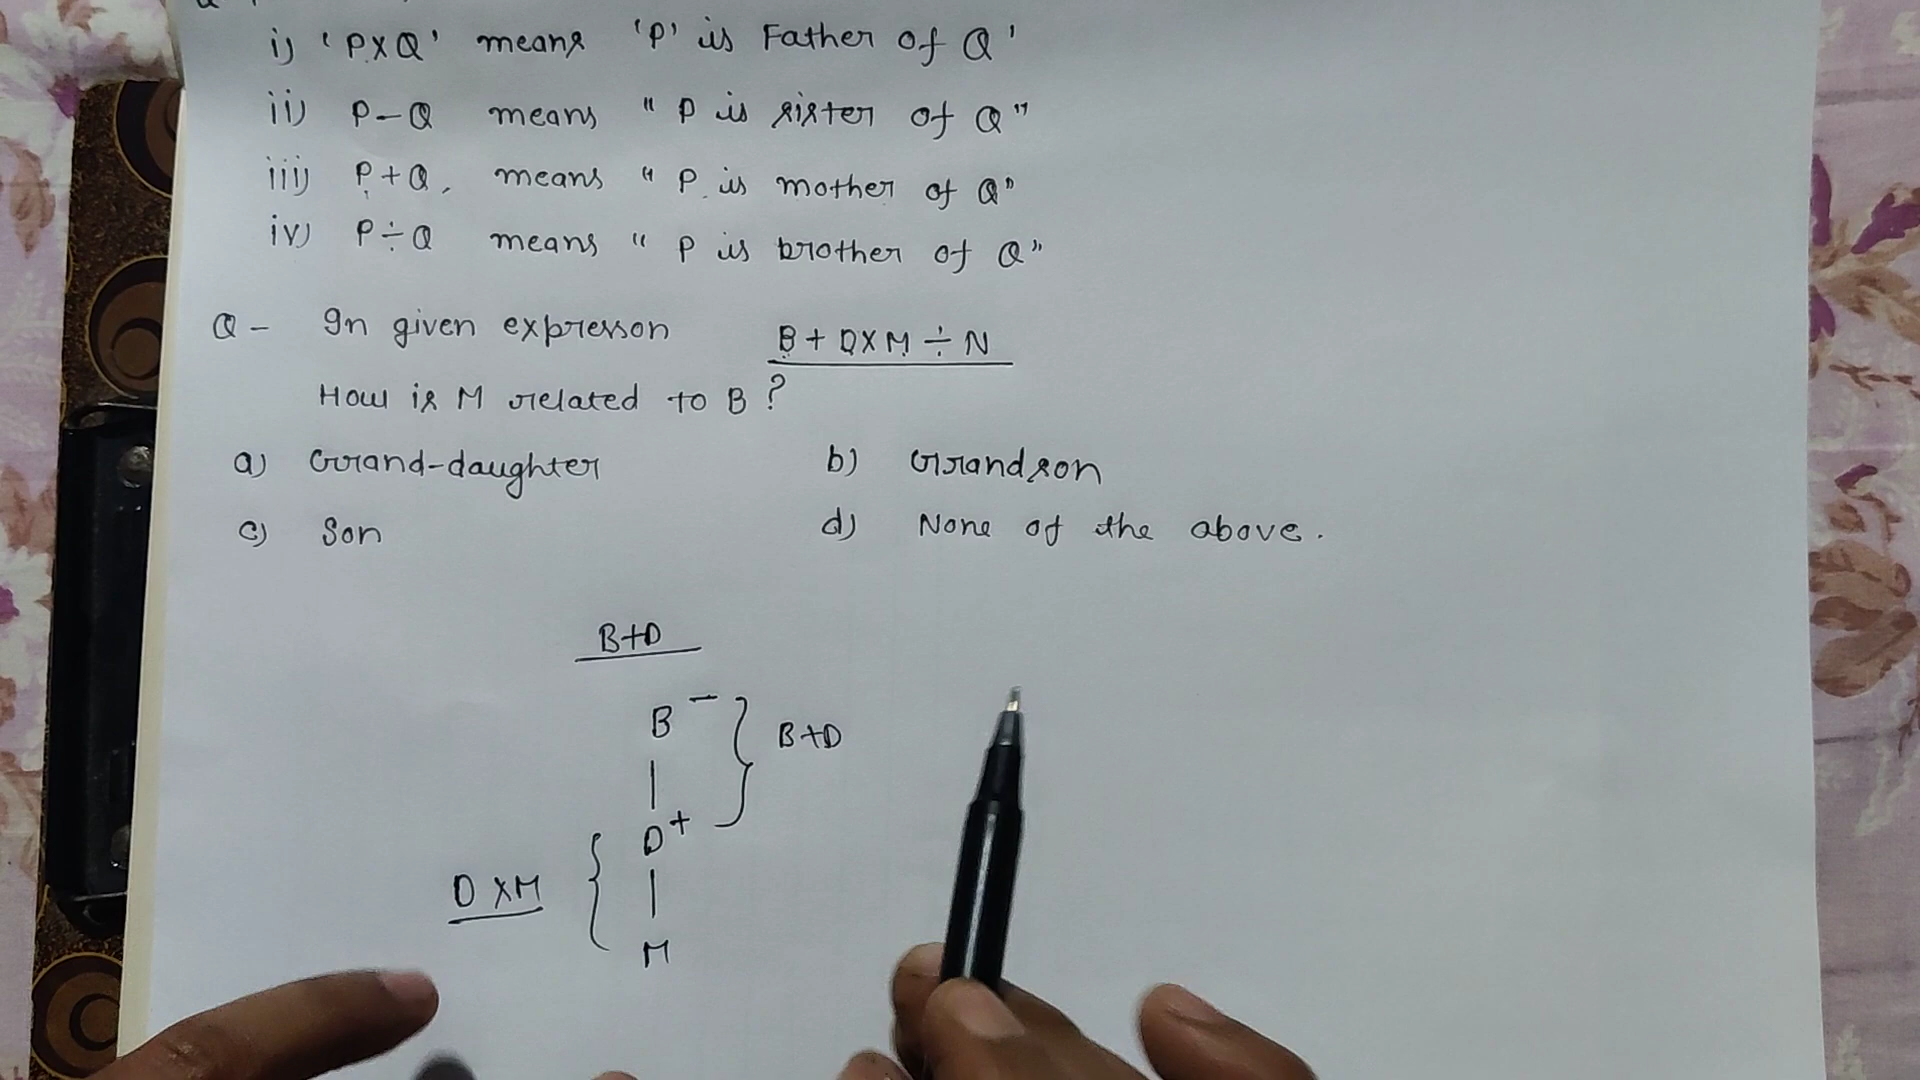 i) 'P×Q' means 'P' is Father of Q'
ii) P-Q means "P is sister of Q"
iii) P+Q, means "P is mother of Q"
iv) P÷Q means "P is brother of Q"
Q- In given expresson B+D×M÷N
How is M related to B?
a) Grand-daughter b) Grandson
c) Son d) None of the above.
B+D
B -
B+D
|
D +
D×M
|
M